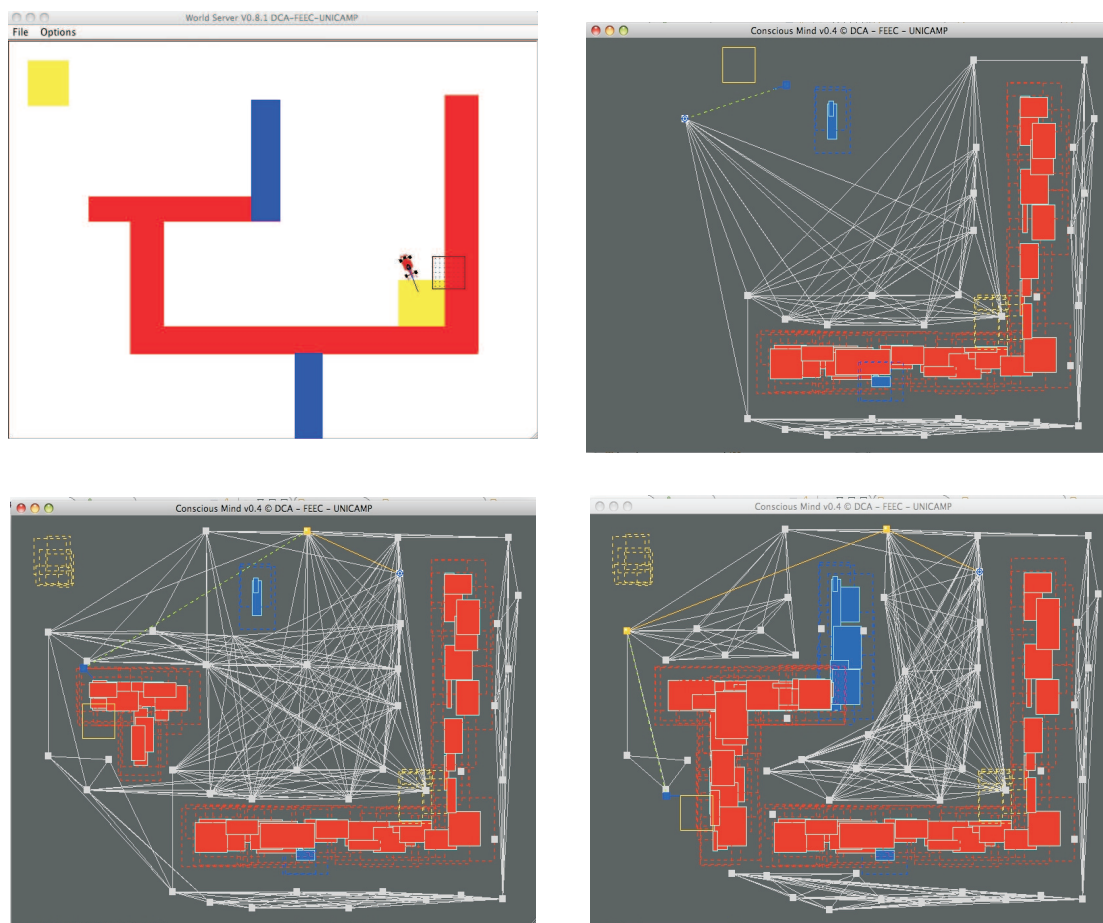 World Server V0.8.1 DCA-FEEC-UNICAMP
File Options
Conscious Mind v0.4 © DCA - FEEC - UNICAMP
Conscious Mind v0.4 © DCA - FEEC - UNICAMP
Conscious Mind v0.4 © DCA - FEEC - UNICAMP